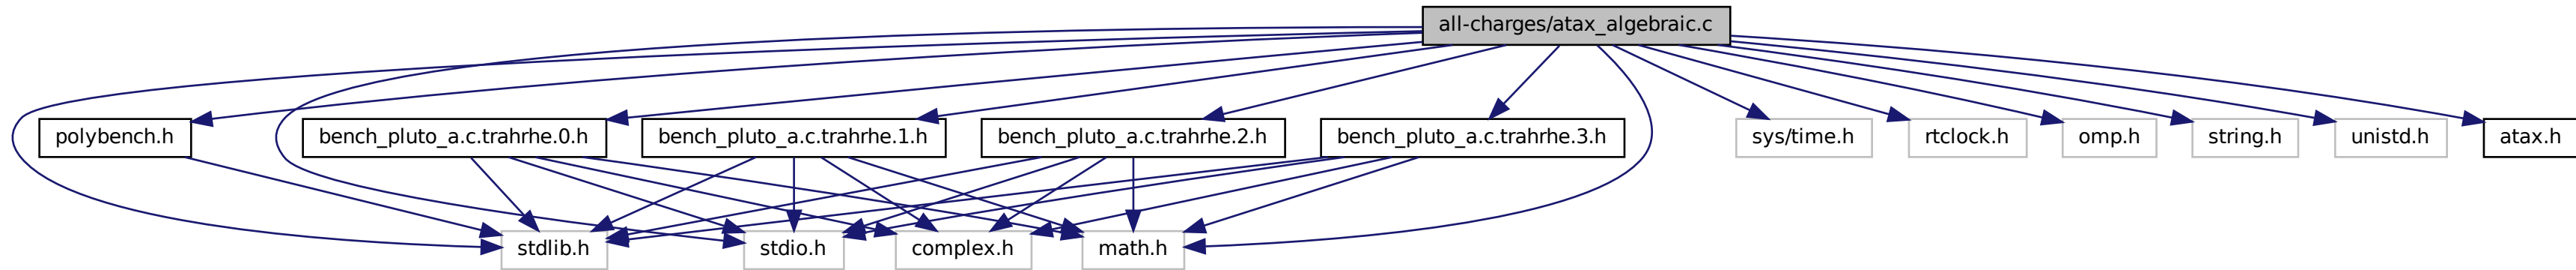 all-charges/atax_algebraic.c
polybench.h
bench_pluto_a.c.trahrhe.0.h
bench_pluto_a.c.trahrhe.1.h
bench_pluto_a.c.trahrhe.2.h
bench_pluto_a.c.trahrhe.3.h
sys/time.h
rtclock.h
omp.h
string.h
unistd.h
atax.h
stdlib.h
stdio.h
complex.h
math.h